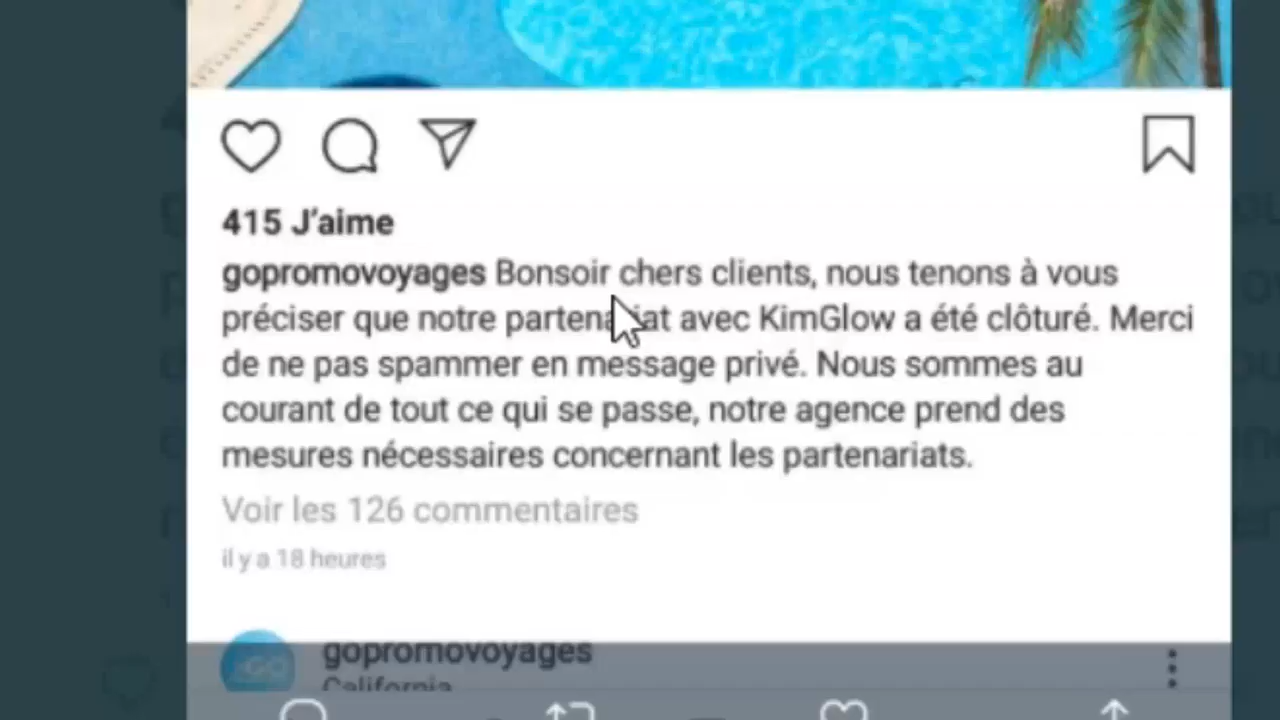 415 J'aime
gopromovoyages Bonsoir chers clients, nous tenons à vous
préciser que notre partenariat avec KimGlow a été clôturé. Merci
de ne pas spammer en message privé. Nous sommes au
courant de tout ce qui se passe, notre agence prend des
mesures nécessaires concernant les partenariats.
Voir les 126 commentaires
il y a 18 heures
gopromovoyages
GO
California